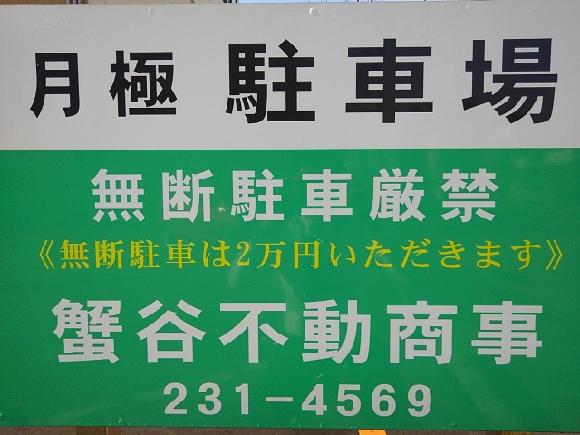 月極 駐車場
無断駐車厳禁
《無断駐車は2万円いただきます》
蟹谷不動商事
231-4569